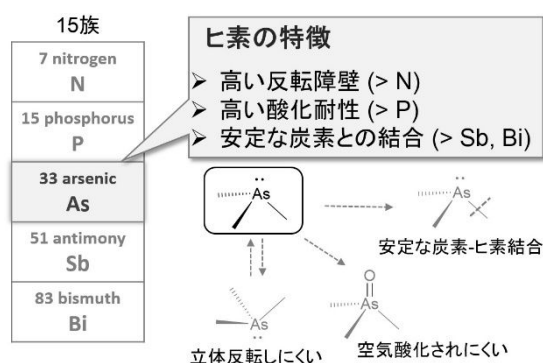 15族
7 nitrogen
N
15 phosphorus
P
33 arsenic
As
51 antimony
Sb
83 bismuth
Bi
ヒ素の特徴
➢ 高い反転障壁 (> N)
➢ 高い酸化耐性 (> P)
➢ 安定な炭素との結合 (> Sb, Bi)
As
As
安定な炭素-ヒ素結合
As
立体反転しにくい
O
As
空気酸化されにくい